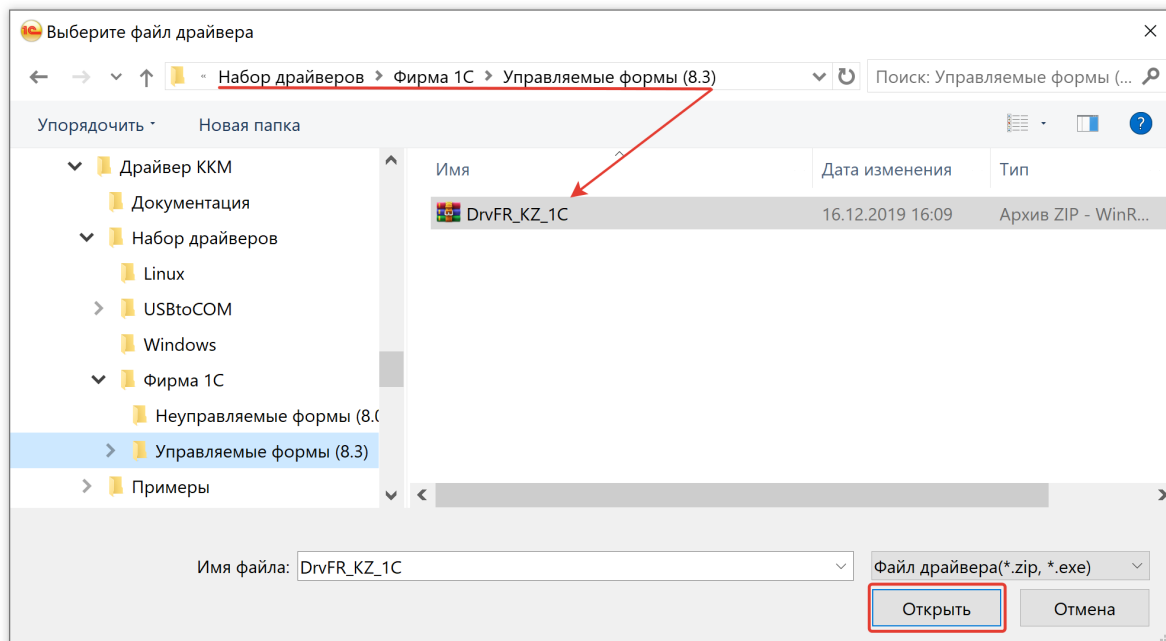 1С Выберите файл драйвера
« Набор драйверов > Фирма 1С > Управляемые формы (8.3)
Поиск: Управляемые формы (...
Упорядочить
Новая папка
?
Драйвер ККМ
Документация
Набор драйверов
Linux
USBtoCOM
Windows
Фирма 1С
Неуправляемые формы (8.0
Управляемые формы (8.3)
Примеры
Имя
Дата изменения
Тип
DrvFR_KZ_1C
16.12.2019 16:09
Архив ZIP - WinR...
Имя файла:
DrvFR_KZ_1C
Файл драйвера(*.zip, *.exe)
Открыть
Отмена